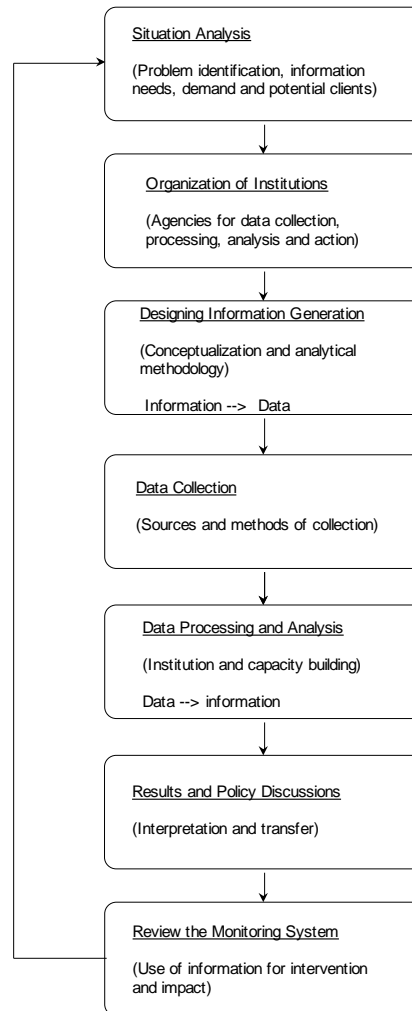 Situation Analysis
(Problem identification, information
needs, demand and potential clients)
Organization of Institutions
(Agencies for data collection,
processing, analysis and action)
Designing Information Generation
(Conceptualization and analytical
methodology)
Information --> Data
Data Collection
(Sources and methods of collection)
Data Processing and Analysis
(Institution and capacity building)
Data --> information
Results and Policy Discussions
(Interpretation and transfer)
Review the Monitoring System
(Use of information for intervention
and impact)